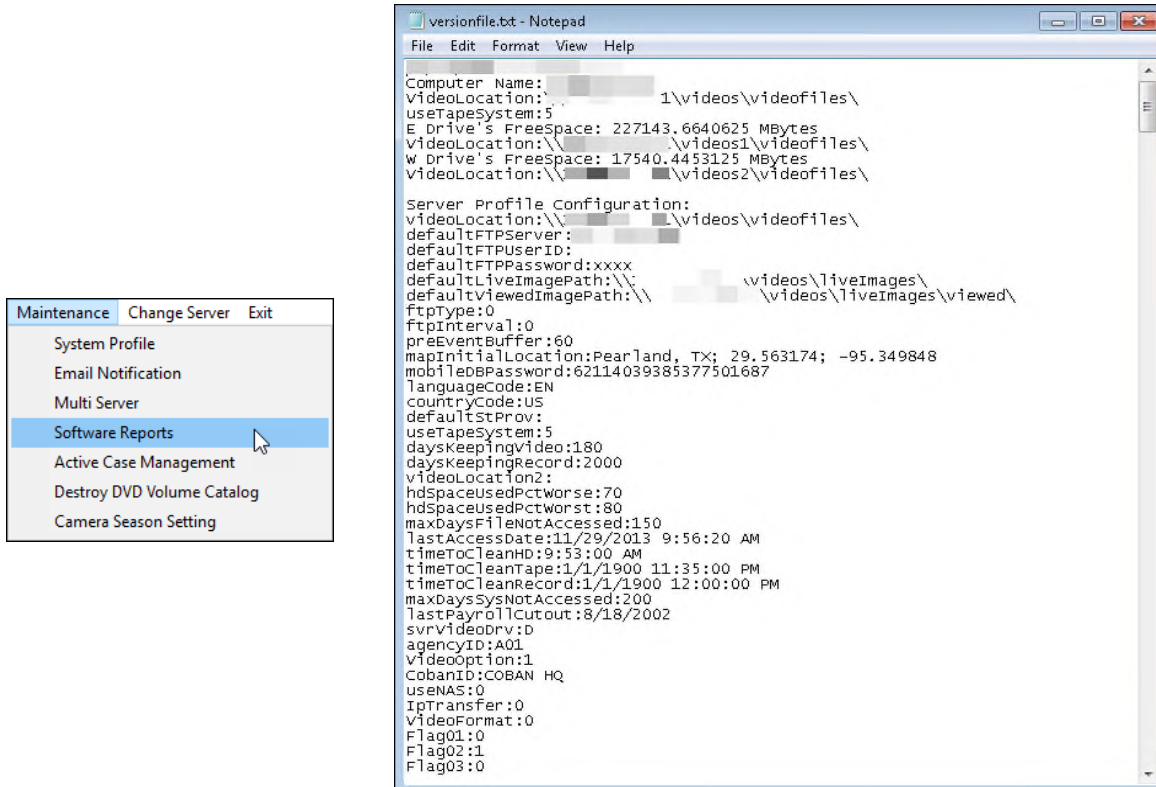 Maintenance Change Server Exit
System Profile
Email Notification
Multi Server
Software Reports
Active Case Management
Destroy DVD Volume Catalog
Camera Season Setting
versionfile.txt - Notepad
File Edit Format View Help
Computer Name:
VideoLocation:\ 1\videos\videofiles\
useTapeSystem:5
E Drive's FreeSpace: 227143.6640625 MBytes
VideoLocation:\\ \videos1\videofiles\
W Drive's FreeSpace: 17540.4453125 MBytes
VideoLocation:\\ \videos2\videofiles\
Server Profile Configuration:
videoLocation:\\ \videos\videofiles\
defaultFTPServer:
defaultFTPUserID:
defaultFTPPassword:xxxx
defaultLiveImagePath:\\ \videos\liveImages\
defaultViewedImagePath:\\ \videos\liveImages\viewed\
ftpType:0
ftpInterval:0
preEventBuffer:60
mapInitialLocation:Pearland, TX; 29.563174; -95.349848
mobileDBPassword:62114039385377501687
languageCode:EN
countryCode:US
defaultStProv:
useTapeSystem:5
daysKeepingVideo:180
daysKeepingRecord:2000
videoLocation2:
hdSpaceUsedPctWorse:70
hdSpaceUsedPctWorst:80
maxDaysFileNotAccessed:150
lastAccessDate:11/29/2013 9:56:20 AM
timeToCleanHD:9:53:00 AM
timeToCleanTape:1/1/1900 11:35:00 PM
timeToCleanRecord:1/1/1900 12:00:00 PM
maxDaysSysNotAccessed:200
lastPayrollCutout:8/18/2002
svrVideoDrv:D
agencyID:A01
VideoOption:1
CobanID:COBAN HQ
useNAS:0
IpTransfer:0
VideoFormat:0
Flag01:0
Flag02:1
Flag03:0